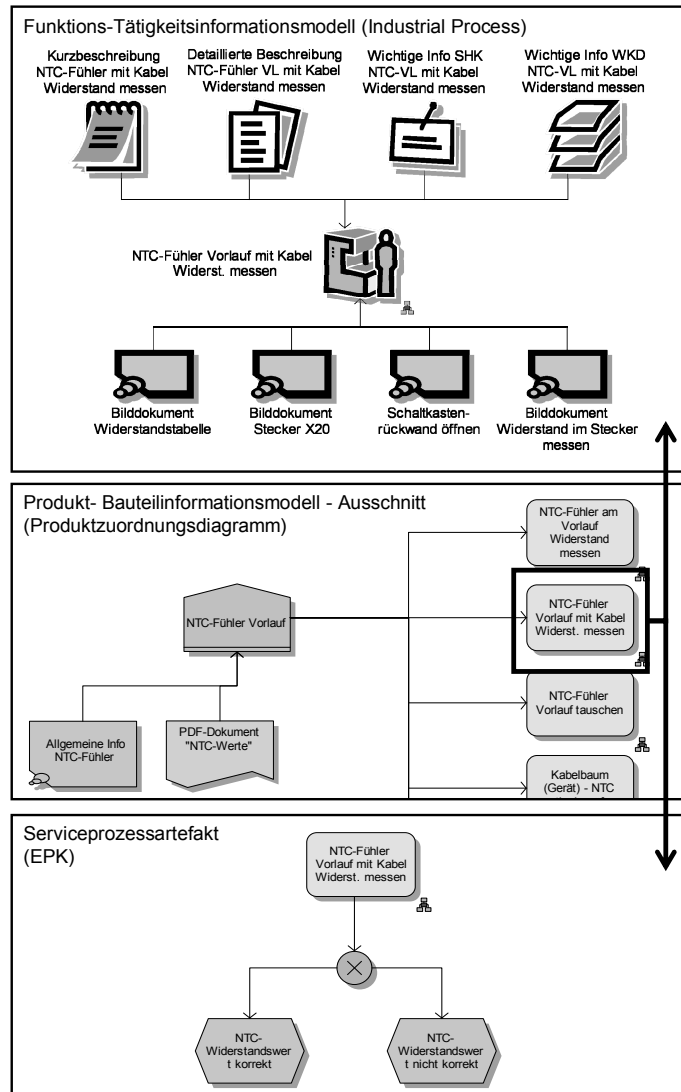 Funktions-Tätigkeitsinformationsmodell (Industrial Process)
Kurzbeschreibung
NTC-Fühler mit Kabel
Widerstand messen
Detaillierte Beschreibung
NTC-Fühler VL mit Kabel
Widerstand messen
Wichtige Info SHK
NTC-VL mit Kabel
Widerstand messen
Wichtige Info WKD
NTC-VL mit Kabel
Widerstand messen
NTC-Fühler Vorlauf mit Kabel
Widerst. messen
Bilddokument
Widerstandstabelle
Bilddokument
Stecker X20
Schaltkasten-
rückwand öffnen
Bilddokument
Widerstand im Stecker
messen
Produkt- Bauteilinformationsmodell - Ausschnitt
(Produktzuordnungsdiagramm)
NTC-Fühler am
Vorlauf
Widerstand
messen
NTC-Fühler Vorlauf
NTC-Fühler
Vorlauf mit Kabel
Widerst. messen
NTC-Fühler
Vorlauf tauschen
Allgemeine Info
NTC-Fühler
PDF-Dokument
"NTC-Werte"
Kabelbaum
(Gerät) - NTC
Serviceprozessartefakt
(EPK)
NTC-Fühler
Vorlauf mit Kabel
Widerst. messen
NTC-
Widerstandswer
t korrekt
NTC-
Widerstandswer
t nicht korrekt